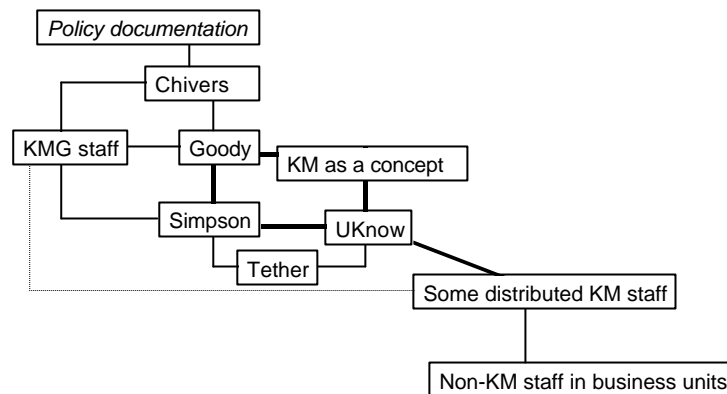 Policy documentation
Chivers
KMG staff
Goody
KM as a concept
Simpson
UKnow
Tether
Some distributed KM staff
Non-KM staff in business units